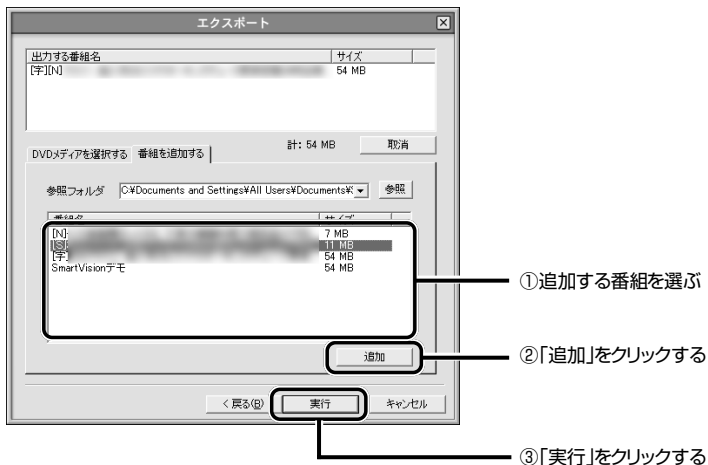 エクスポート
出力する番組名 サイズ
[字][N] 54 MB
計: 54 MB 取消
DVDメディアを選択する 番組を追加する
参照フォルダ C:¥Documents and Settings¥All Users¥Documents¥ 参照
番組名 サイズ
[N] 7 MB
[S] 11 MB
[字] 54 MB
SmartVisionデモ 54 MB
①追加する番組を選ぶ
追加
②「追加」をクリックする
<戻る(B) 実行 キャンセル
③「実行」をクリックする